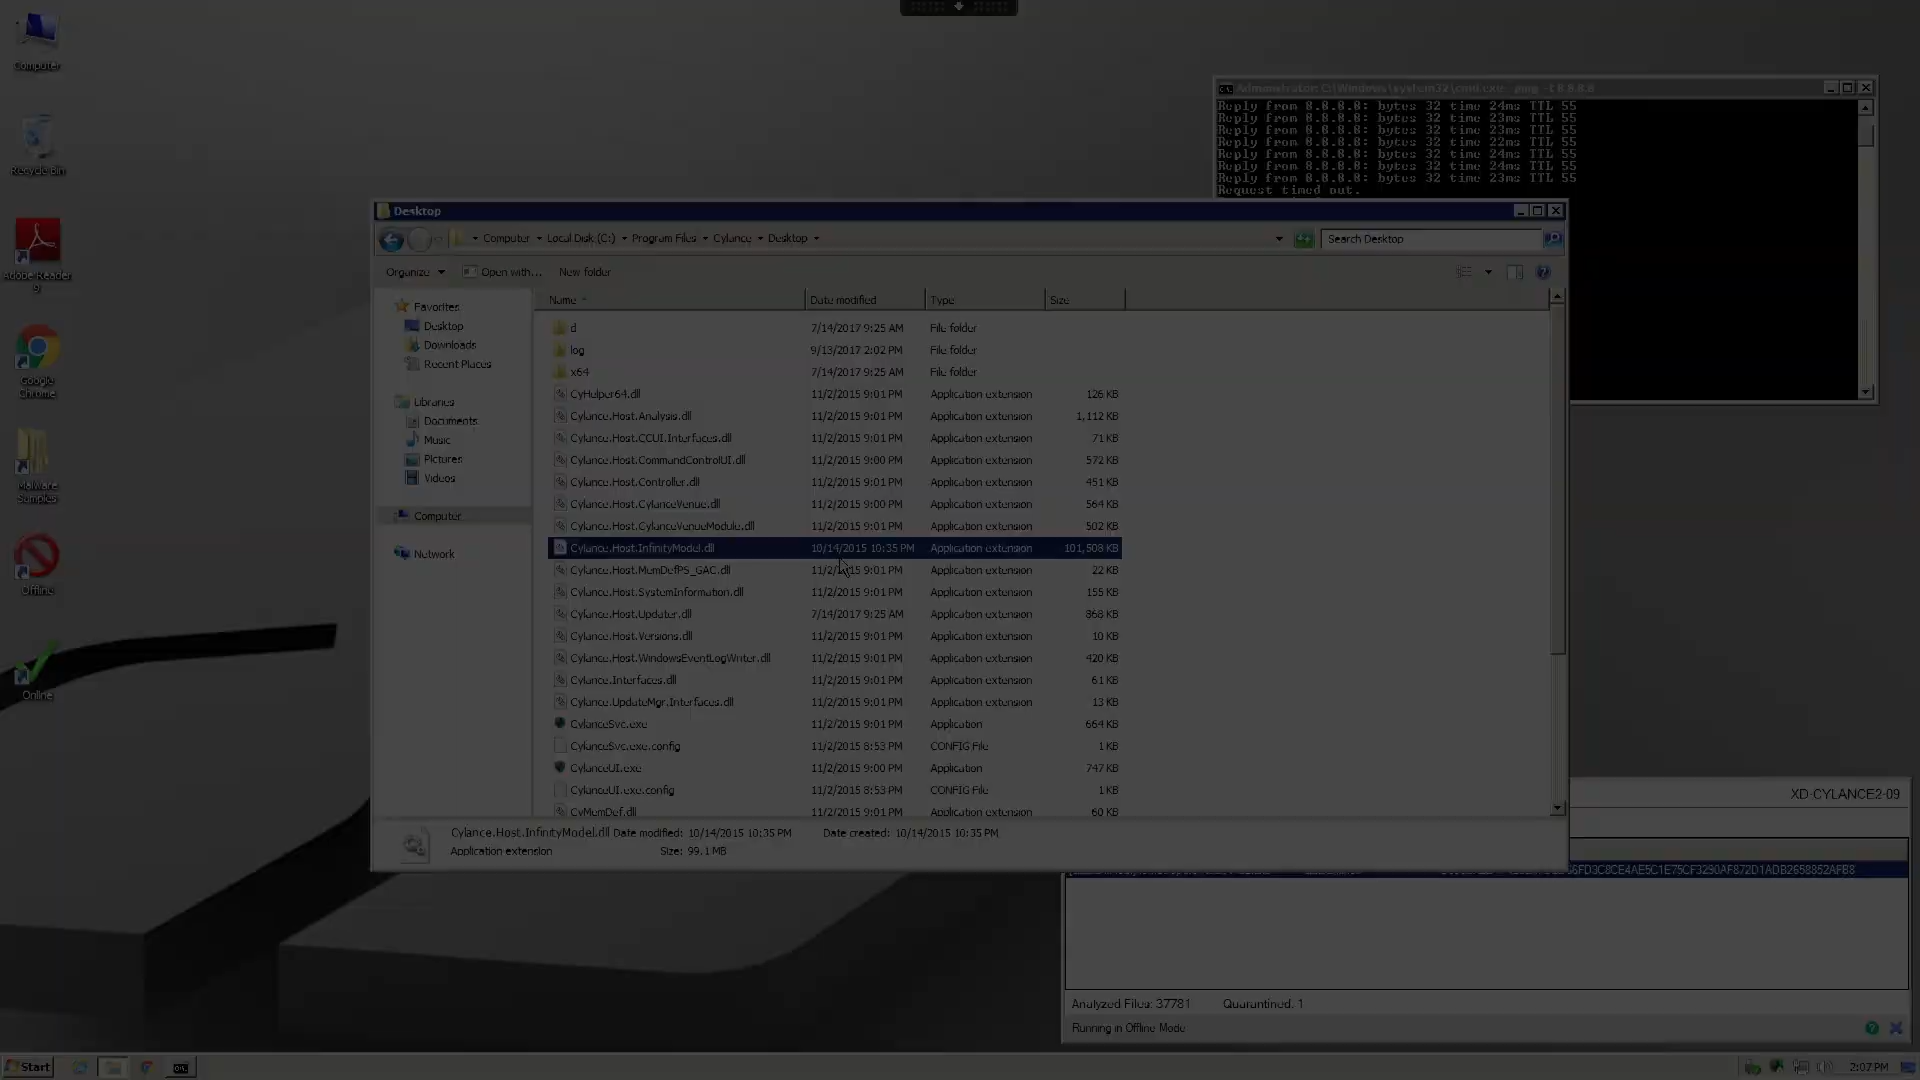 Computer
Recycle Bin
Adobe Reader
9
Google
Chrome
Malware
Samples
Offline
Online
Administrator: C:\Windows\system32\cmd.exe - ping -t 8.8.8.8
Reply from 8.8.8.8: bytes 32 time 24ms TTL 55
Reply from 8.8.8.8: bytes 32 time 23ms TTL 55
Reply from 8.8.8.8: bytes 32 time 23ms TTL 55
Reply from 8.8.8.8: bytes 32 time 22ms TTL 55
Reply from 8.8.8.8: bytes 32 time 24ms TTL 55
Reply from 8.8.8.8: bytes 32 time 24ms TTL 55
Reply from 8.8.8.8: bytes 32 time 23ms TTL 55
Request timed out.
Desktop
Computer Local Disk (C:) Program Files Cylance Desktop
Search Desktop
Organize Open with... New folder
Favorites
Desktop
Downloads
Recent Places
Libraries
Documents
Music
Pictures
Videos
Computer
Network
Name Date modified Type Size
d 7/14/2017 9:25 AM File folder
log 9/13/2017 2:02 PM File folder
x64 7/14/2017 9:25 AM File folder
CyHelper64.dll 11/2/2015 9:01 PM Application extension 126 KB
Cylance.Host.Analysis.dll 11/2/2015 9:01 PM Application extension 1,112 KB
Cylance.Host.CCUI.Interfaces.dll 11/2/2015 9:01 PM Application extension 71 KB
Cylance.Host.CommandControlUI.dll 11/2/2015 9:00 PM Application extension 572 KB
Cylance.Host.Controller.dll 11/2/2015 9:01 PM Application extension 451 KB
Cylance.Host.CylanceVenue.dll 11/2/2015 9:00 PM Application extension 564 KB
Cylance.Host.CylanceVenueModule.dll 11/2/2015 9:01 PM Application extension 502 KB
Cylance.Host.InfinityModel.dll 10/14/2015 10:35 PM Application extension 101,508 KB
Cylance.Host.MemDefPS_GAC.dll 11/2/2015 9:01 PM Application extension 22 KB
Cylance.Host.SystemInformation.dll 11/2/2015 9:01 PM Application extension 155 KB
Cylance.Host.Updater.dll 7/14/2017 9:25 AM Application extension 868 KB
Cylance.Host.Versions.dll 11/2/2015 9:01 PM Application extension 10 KB
Cylance.Host.WindowsEventLogWriter.dll 11/2/2015 9:01 PM Application extension 420 KB
Cylance.Interfaces.dll 11/2/2015 9:01 PM Application extension 61 KB
Cylance.UpdateMgr.Interfaces.dll 11/2/2015 9:01 PM Application extension 13 KB
CylanceSvc.exe 11/2/2015 9:01 PM Application 664 KB
CylanceSvc.exe.config 11/2/2015 8:53 PM CONFIG File 1 KB
CylanceUI.exe 11/2/2015 9:00 PM Application 747 KB
CylanceUI.exe.config 11/2/2015 8:53 PM CONFIG File 1 KB
CyMemDef.dll 11/2/2015 9:01 PM Application extension 60 KB
Cylance.Host.InfinityModel.dll Date modified: 10/14/2015 10:35 PM Date created: 10/14/2015 10:35 PM
Application extension Size: 99.1 MB
XD-CYLANCE2-09
Analyzed Files: 37781 Quarantined: 1
Running in Offline Mode
Start
2:07 PM